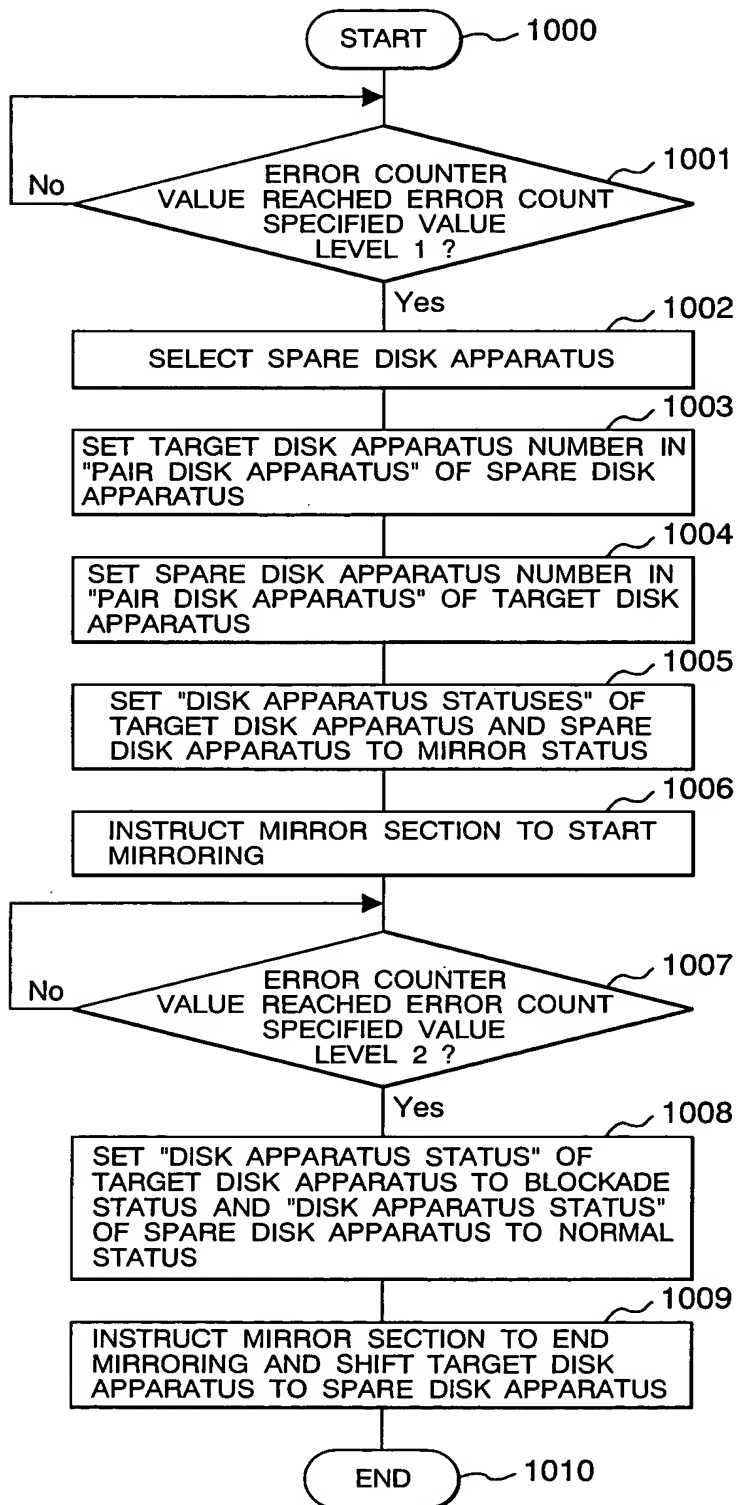 START
1000
1001
ERROR COUNTER
VALUE REACHED ERROR COUNT
SPECIFIED VALUE
LEVEL 1 ?
No
Yes
1002
SELECT SPARE DISK APPARATUS
1003
SET TARGET DISK APPARATUS NUMBER IN
"PAIR DISK APPARATUS" OF SPARE DISK
APPARATUS
1004
SET SPARE DISK APPARATUS NUMBER IN
"PAIR DISK APPARATUS" OF TARGET DISK
APPARATUS
1005
SET "DISK APPARATUS STATUSES" OF
TARGET DISK APPARATUS AND SPARE
DISK APPARATUS TO MIRROR STATUS
1006
INSTRUCT MIRROR SECTION TO START
MIRRORING
1007
ERROR COUNTER
VALUE REACHED ERROR COUNT
SPECIFIED VALUE
LEVEL 2 ?
No
Yes
1008
SET "DISK APPARATUS STATUS" OF
TARGET DISK APPARATUS TO BLOCKADE
STATUS AND "DISK APPARATUS STATUS"
OF SPARE DISK APPARATUS TO NORMAL
STATUS
1009
INSTRUCT MIRROR SECTION TO END
MIRRORING AND SHIFT TARGET DISK
APPARATUS TO SPARE DISK APPARATUS
END
1010